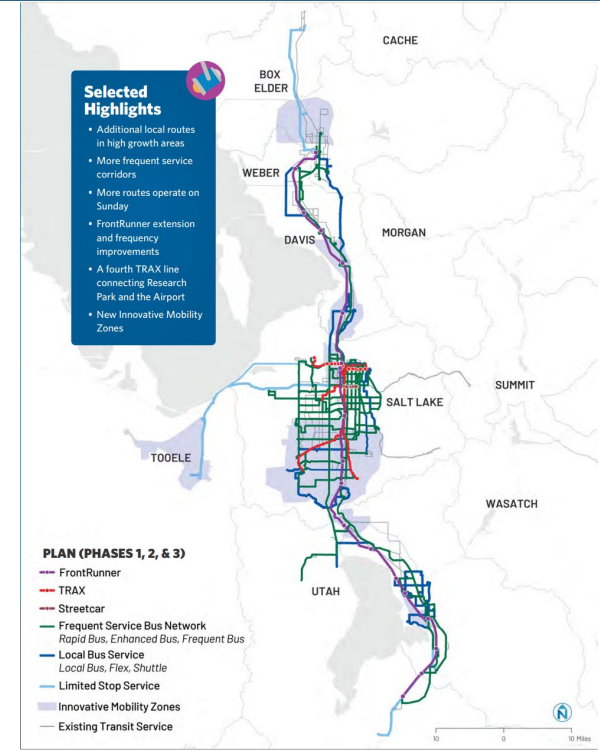 CACHE
BOX
ELDER
Selected
Highlights
• Additional local routes
in high growth areas
• More frequent service
corridors
• More routes operate on
Sunday
• FrontRunner extension
and frequency
improvements
• A fourth TRAX line
connecting Research
Park and the Airport
• New Innovative Mobility
Zones
WEBER
DAVIS
MORGAN
SUMMIT
SALT LAKE
TOOELE
WASATCH
UTAH
PLAN (PHASES 1, 2, & 3)
FrontRunner
TRAX
Streetcar
Frequent Service Bus Network
Rapid Bus, Enhanced Bus, Frequent Bus
Local Bus Service
Local Bus, Flex, Shuttle
Limited Stop Service
Innovative Mobility Zones
Existing Transit Service
N
10 0 10 Miles